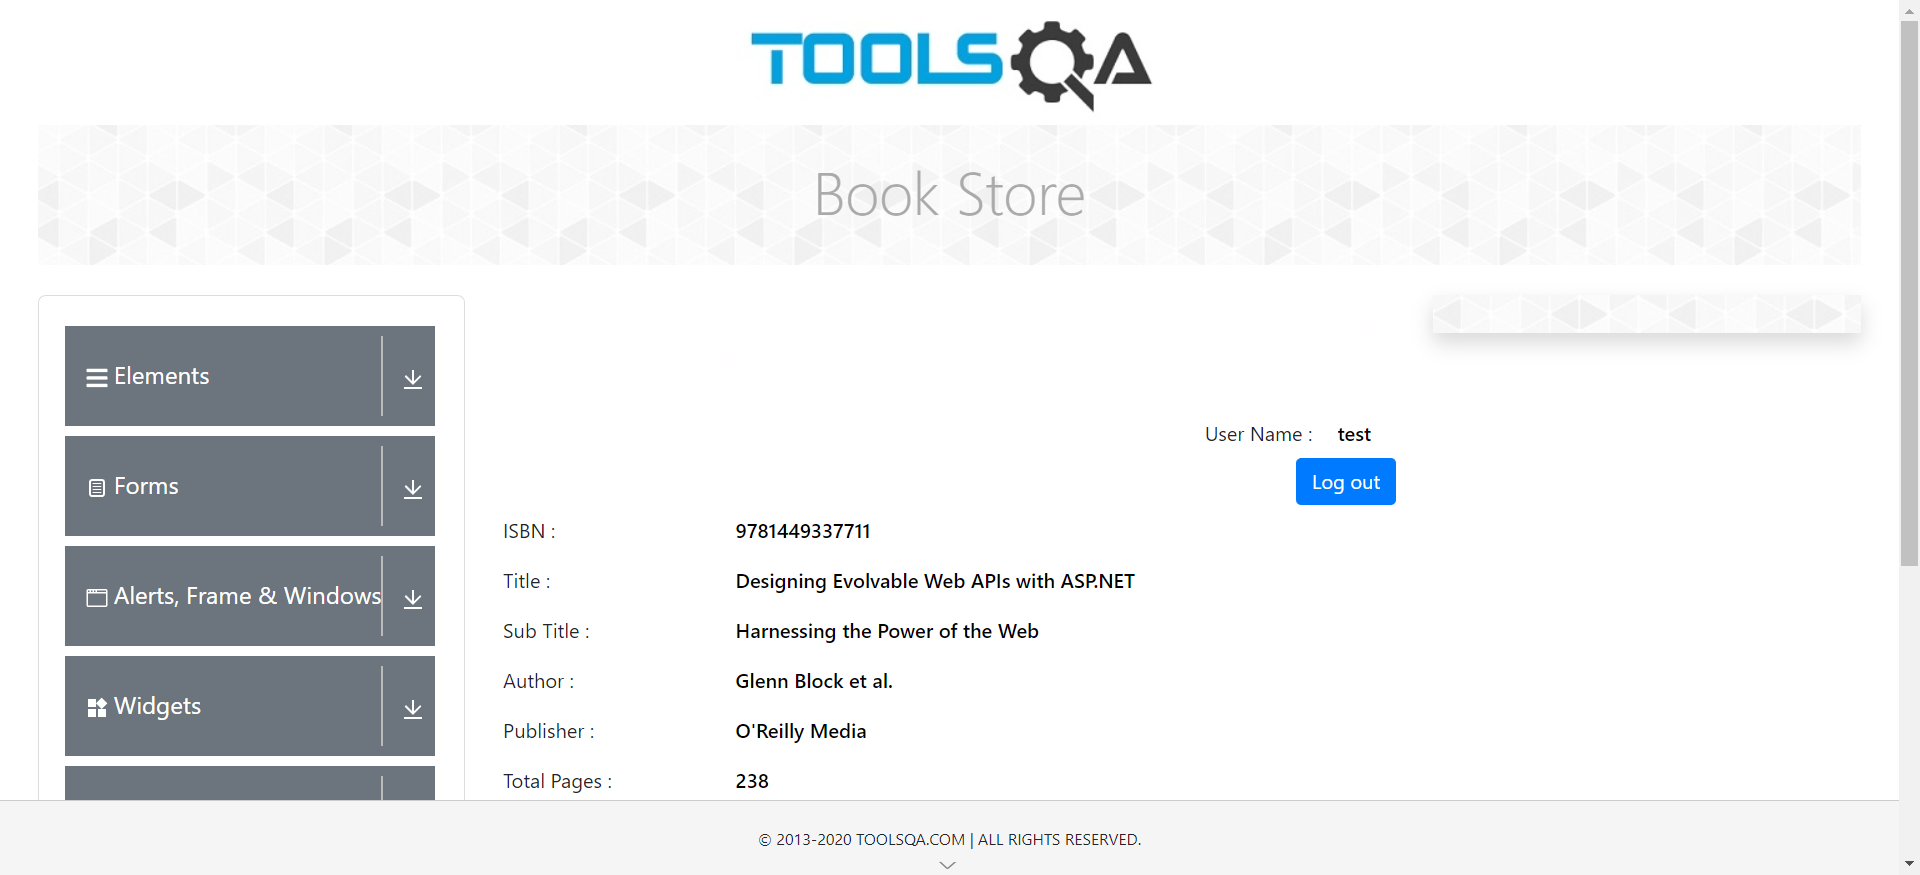 TOOLSQA
Book Store
Elements
Forms
Alerts, Frame & Windows
Widgets
User Name : test
Log out
ISBN : 9781449337711
Title : Designing Evolvable Web APIs with ASP.NET
Sub Title : Harnessing the Power of the Web
Author : Glenn Block et al.
Publisher : O'Reilly Media
Total Pages : 238
© 2013-2020 TOOLSQA.COM | ALL RIGHTS RESERVED.